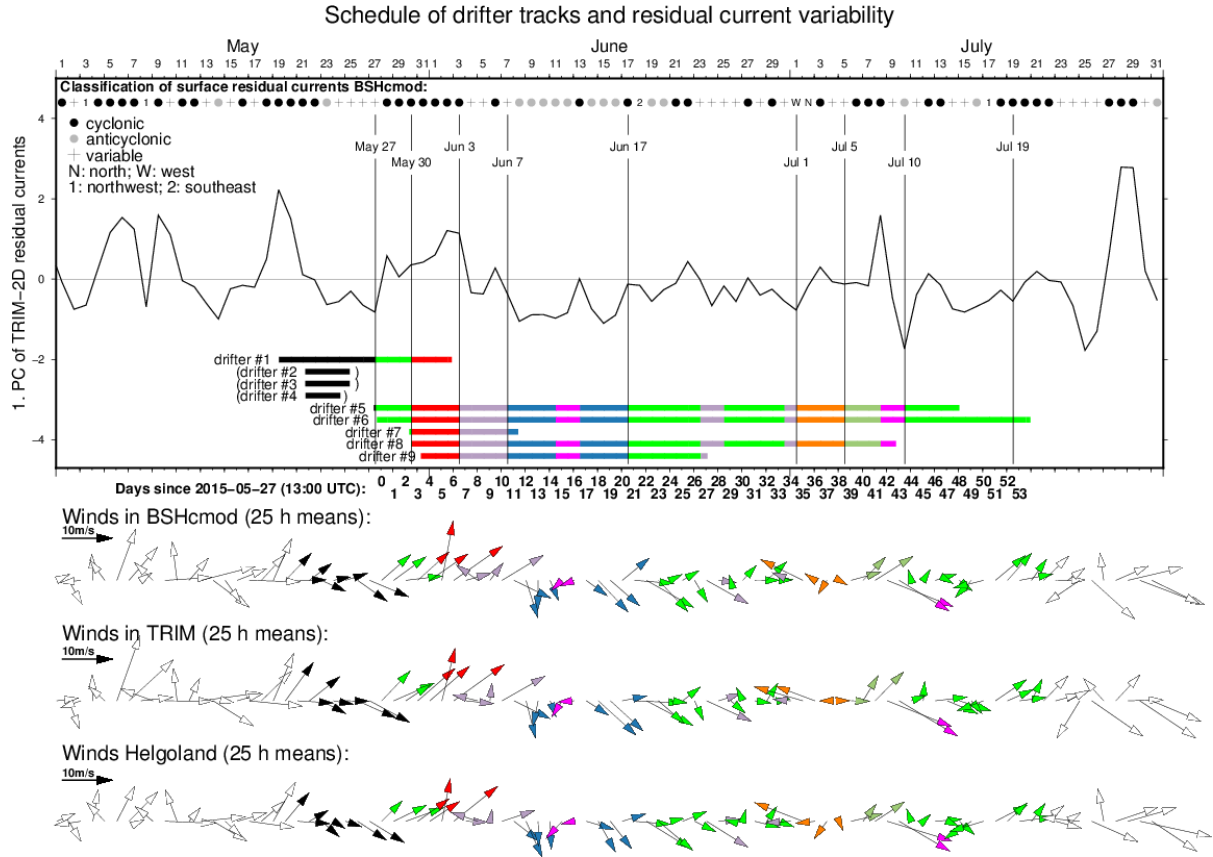 Schedule of drifter tracks and residual current variability
May June July
1 3 5 7 9 11 13 15 17 19 21 23 25 27 29 31 1 3 5 7 9 11 13 15 17 19 21 23 25 27 29 1 3 5 7 9 11 13 15 17 19 21 23 25 27 29 31
Classification of surface residual currents BSHcmod:
1 1 2 W N 1
cyclonic
anticyclonic
variable
N: north; W: west
1: northwest; 2: southeast
May 27 Jun 3 Jun 17 Jul 5 Jul 19
May 30 Jun 7 Jul 1 Jul 10
1. PC of TRIM−2D residual currents
4
2
0
−2
−4
drifter #1
(drifter #2 )
(drifter #3 )
(drifter #4 )
drifter #5
drifter #6
drifter #7
drifter #8
drifter #9
0 2 4 6 8 10 12 14 16 18 20 22 24 26 28 30 32 34 36 38 40 42 44 46 48 50 52
Days since 2015−05−27 (13:00 UTC):
1 3 5 7 9 11 13 15 17 19 21 23 25 27 29 31 33 35 37 39 41 43 45 47 49 51 53
Winds in BSHcmod (25 h means):
10m/s
Winds in TRIM (25 h means):
10m/s
Winds Helgoland (25 h means):
10m/s